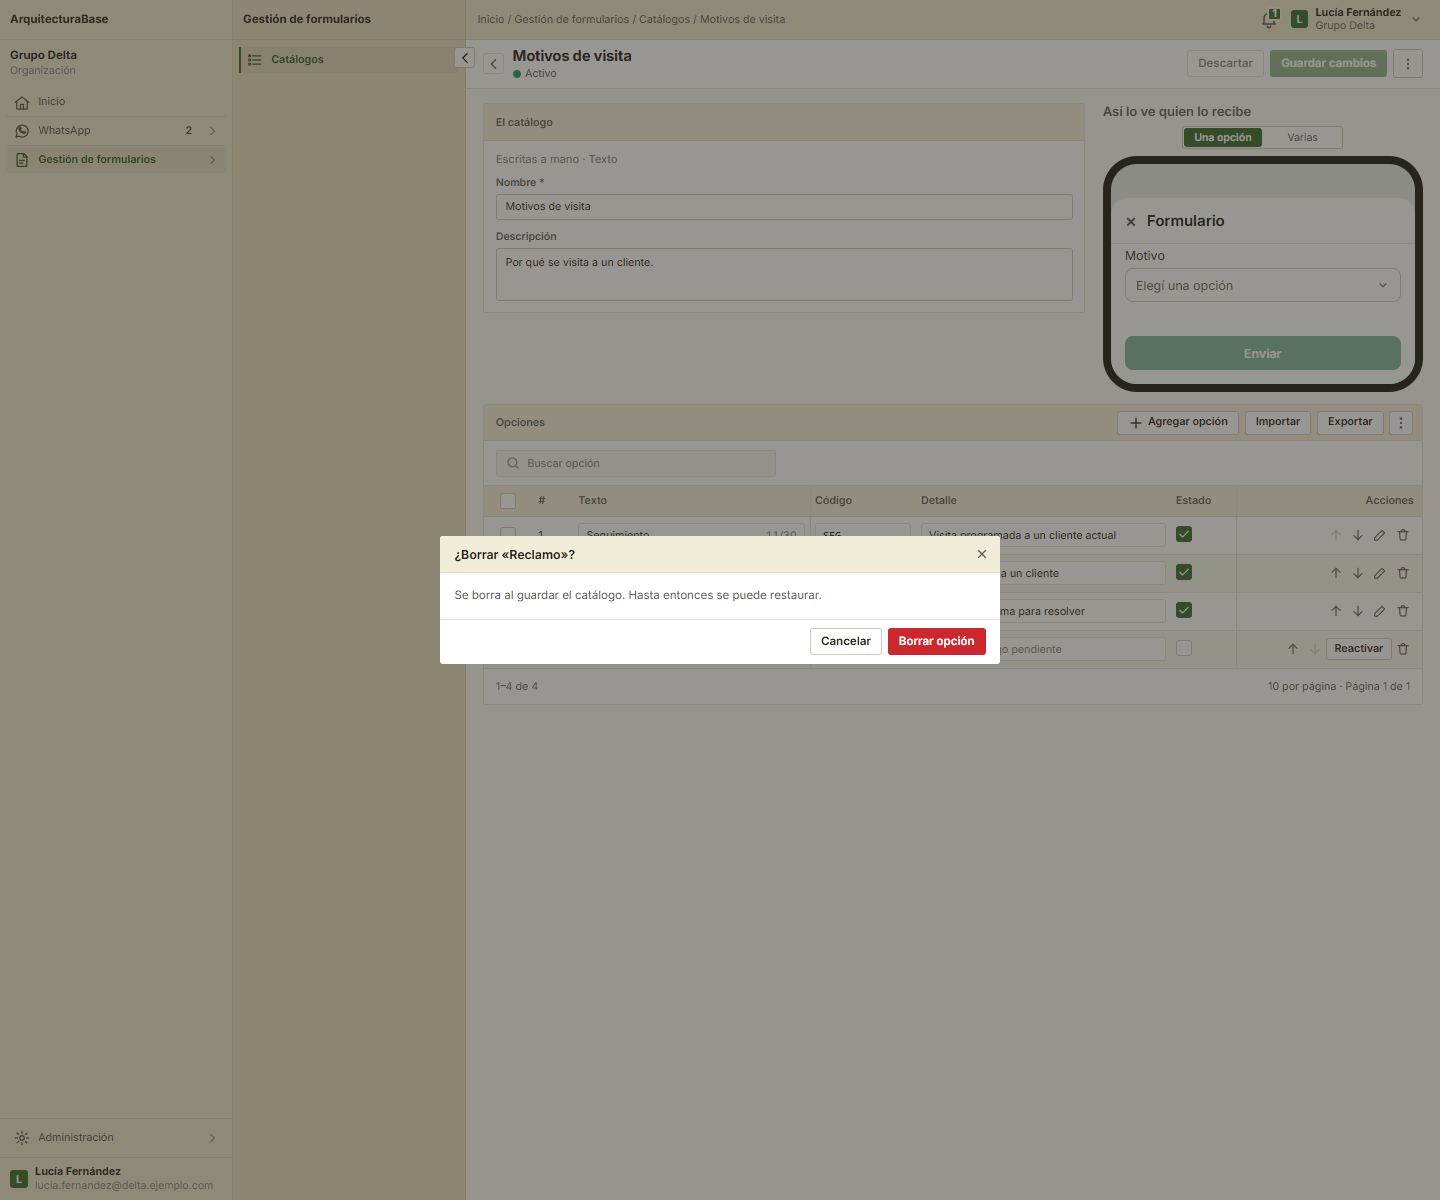 ArquitecturaBase
Gestión de formularios
Inicio / Gestión de formularios / Catálogos / Motivos de visita
1
L
Lucía Fernández
Grupo Delta
Grupo Delta
Organización
Inicio
WhatsApp 2
Gestión de formularios
Catálogos
Motivos de visita
Activo
Descartar
Guardar cambios
El catálogo
Escritas a mano · Texto
Nombre *
Motivos de visita
Descripción
Por qué se visita a un cliente.
Así lo ve quien lo recibe
Una opción
Varias
Formulario
Motivo
Elegí una opción
Enviar
Opciones
Agregar opción
Importar
Exportar
Buscar opción
# Texto Código Detalle Estado Acciones
1 Seguimiento 11/30 SEG Visita programada a un cliente actual
a un cliente
ma para resolver
o pendiente
Reactivar
¿Borrar «Reclamo»?
Se borra al guardar el catálogo. Hasta entonces se puede restaurar.
Cancelar
Borrar opción
1–4 de 4
10 por página · Página 1 de 1
Administración
L
Lucía Fernández
lucia.fernandez@delta.ejemplo.com